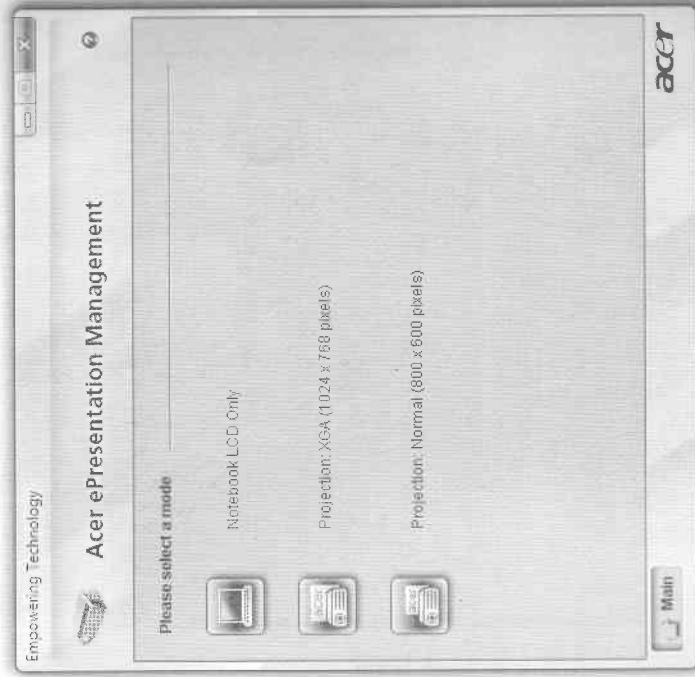 Empowering Technology
Acer ePresentation Management
Please select a mode
Notebook LCD Only
Projection: XGA (1024 x 768 pixels)
Projection: Normal (800 x 600 pixels)
Main
acer